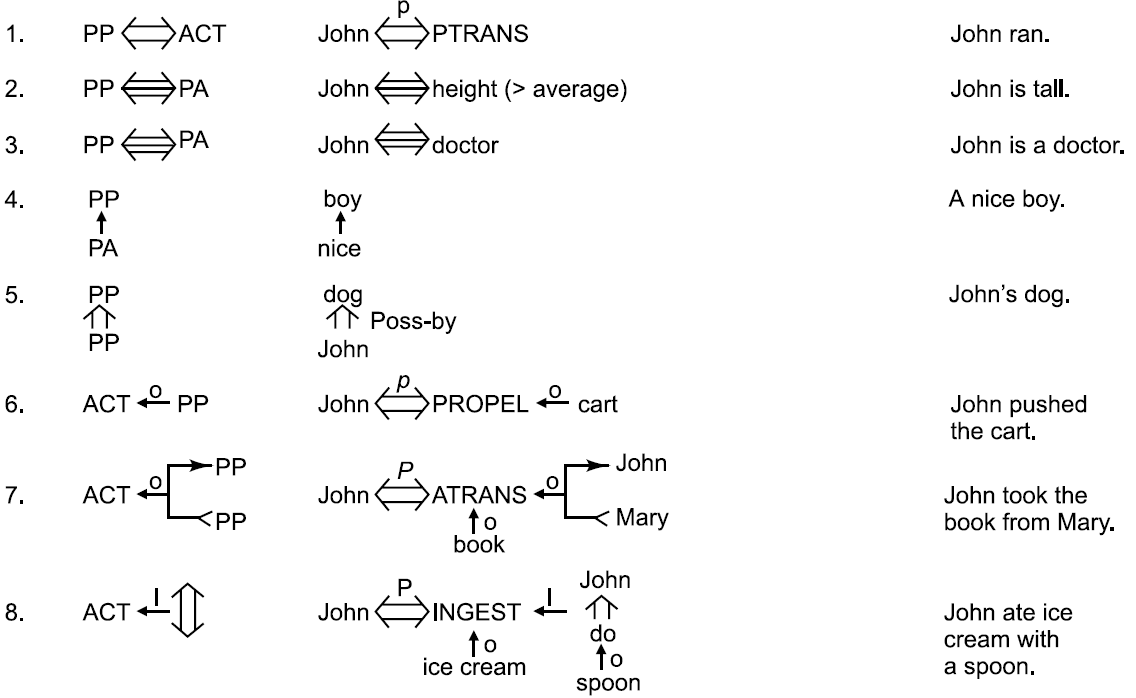 1. PP ACT John p PTRANS John ran.
2. PP PA John height (> average) John is tall.
3. PP PA John doctor John is a doctor.
4. PP boy A nice boy.
PA nice
5. PP dog John's dog.
Poss-by
PP John
6. ACT o PP John p PROPEL o cart John pushed
the cart.
PP John
7. ACT o John P ATRANS o John took the
PP o Mary book from Mary.
book
John
8. ACT I John P INGEST I John ate ice
do cream with
o o
ice cream a spoon.
spoon